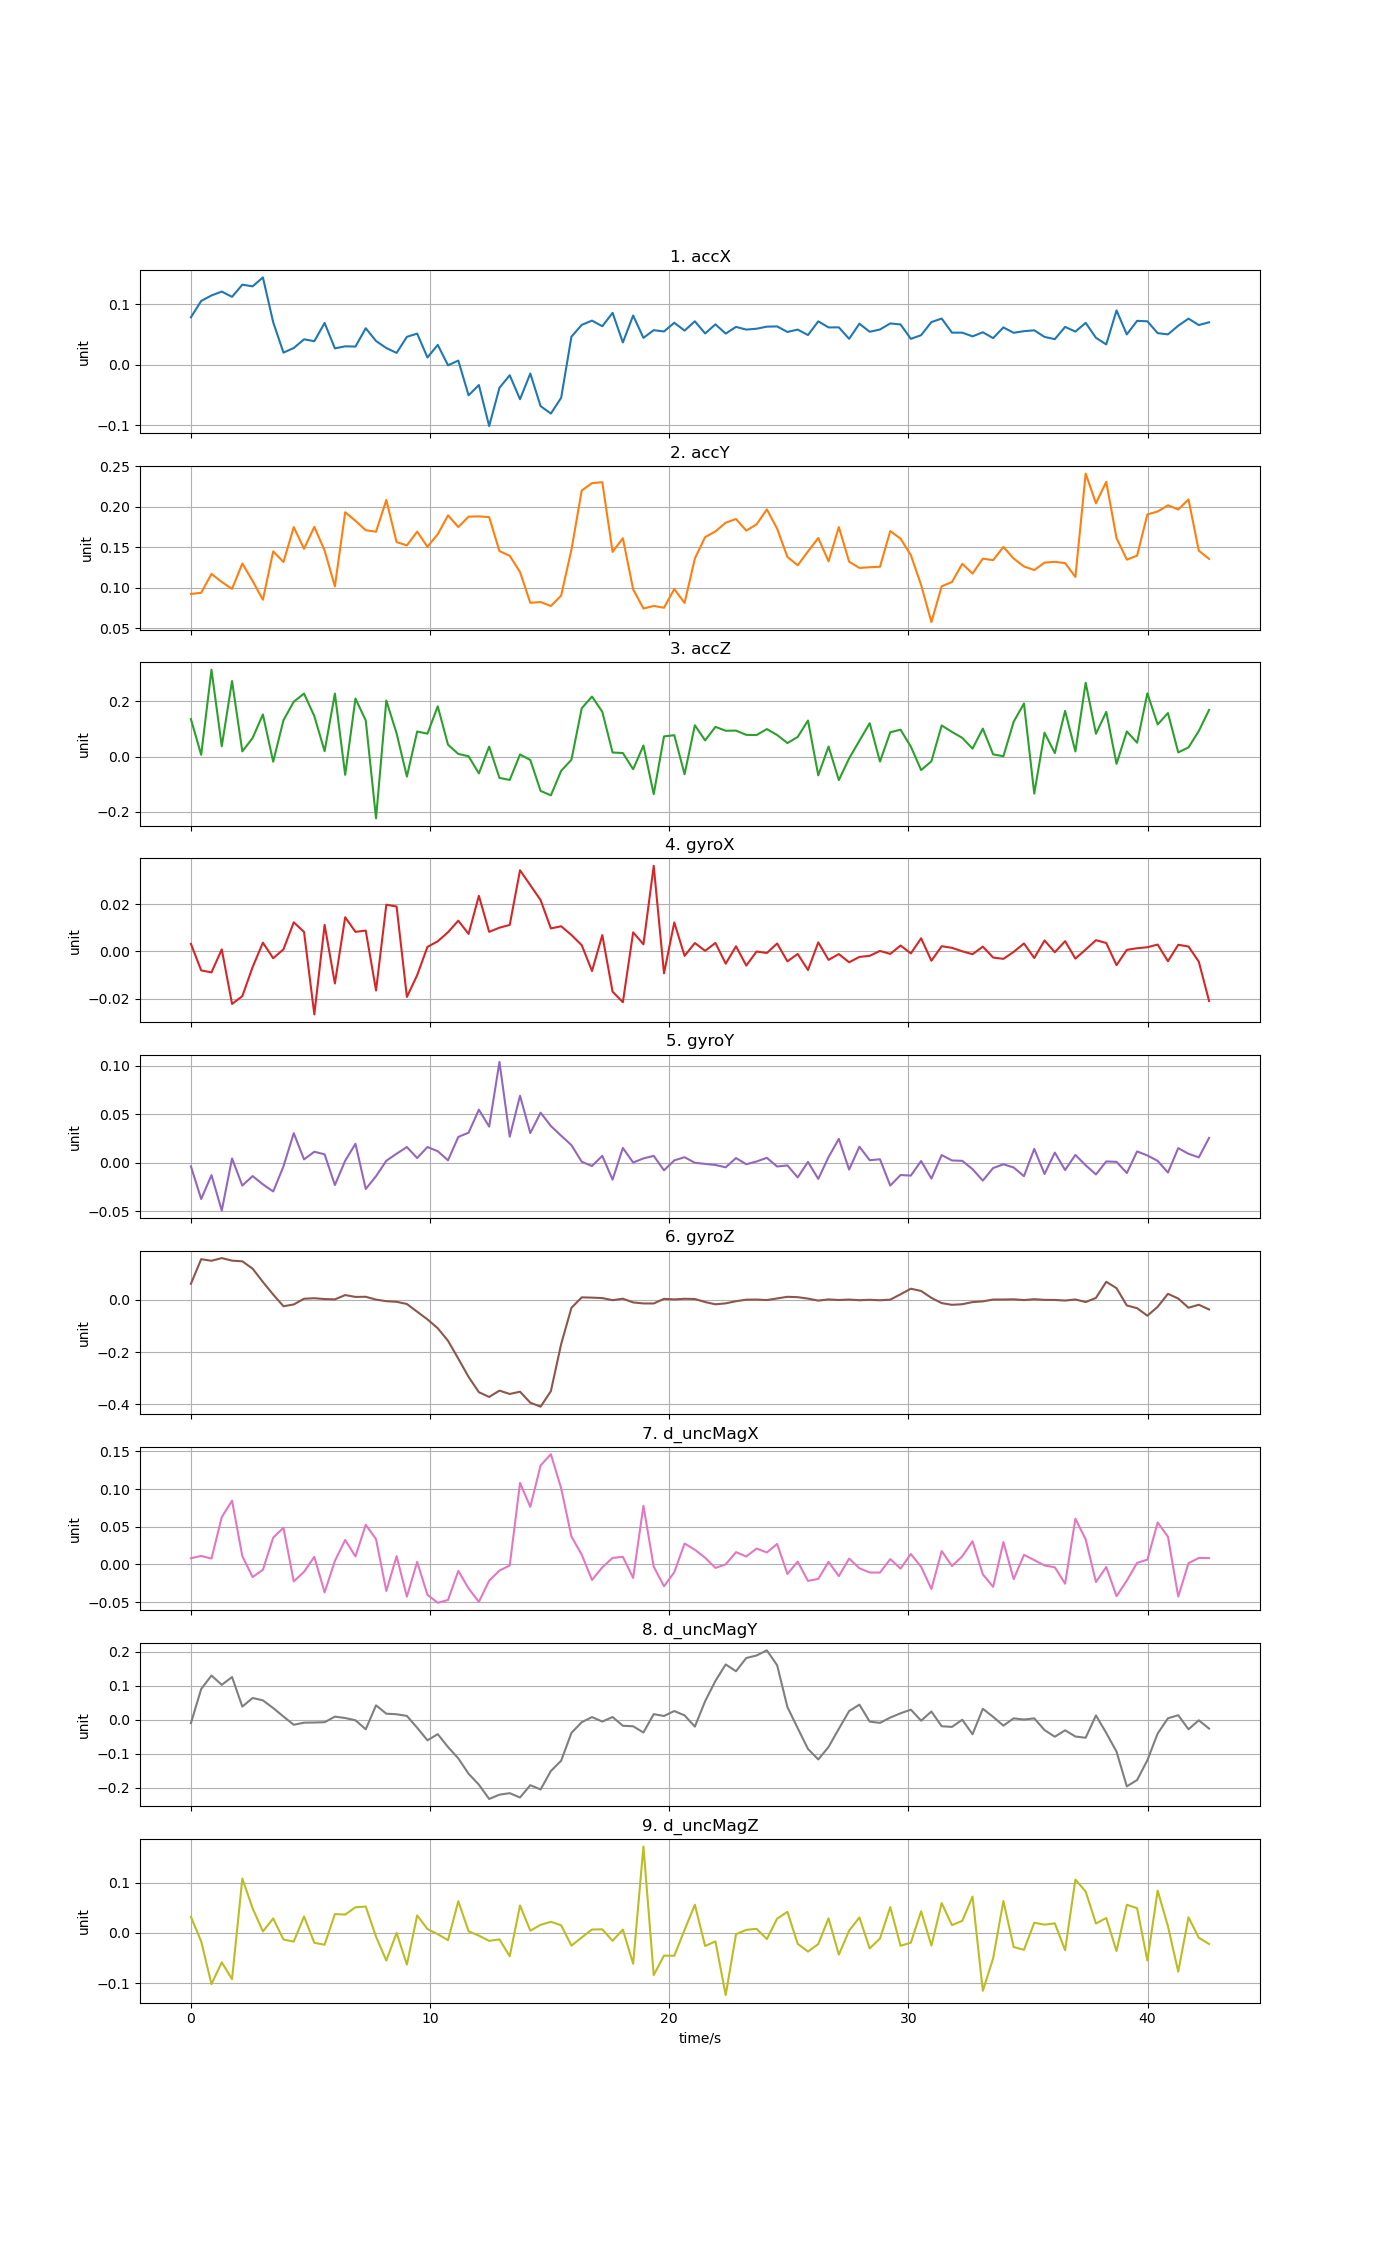 1. accX
0.1
0.0
−0.1
unit
2. accY
0.25
0.20
0.15
0.10
0.05
unit
3. accZ
0.2
0.0
−0.2
unit
4. gyroX
0.02
0.00
−0.02
unit
5. gyroY
0.10
0.05
0.00
−0.05
unit
6. gyroZ
0.0
−0.2
−0.4
unit
7. d_uncMagX
0.15
0.10
0.05
0.00
−0.05
unit
8. d_uncMagY
0.2
0.1
0.0
−0.1
−0.2
unit
9. d_uncMagZ
0.1
0.0
−0.1
unit
0 10 20 30 40
time/s